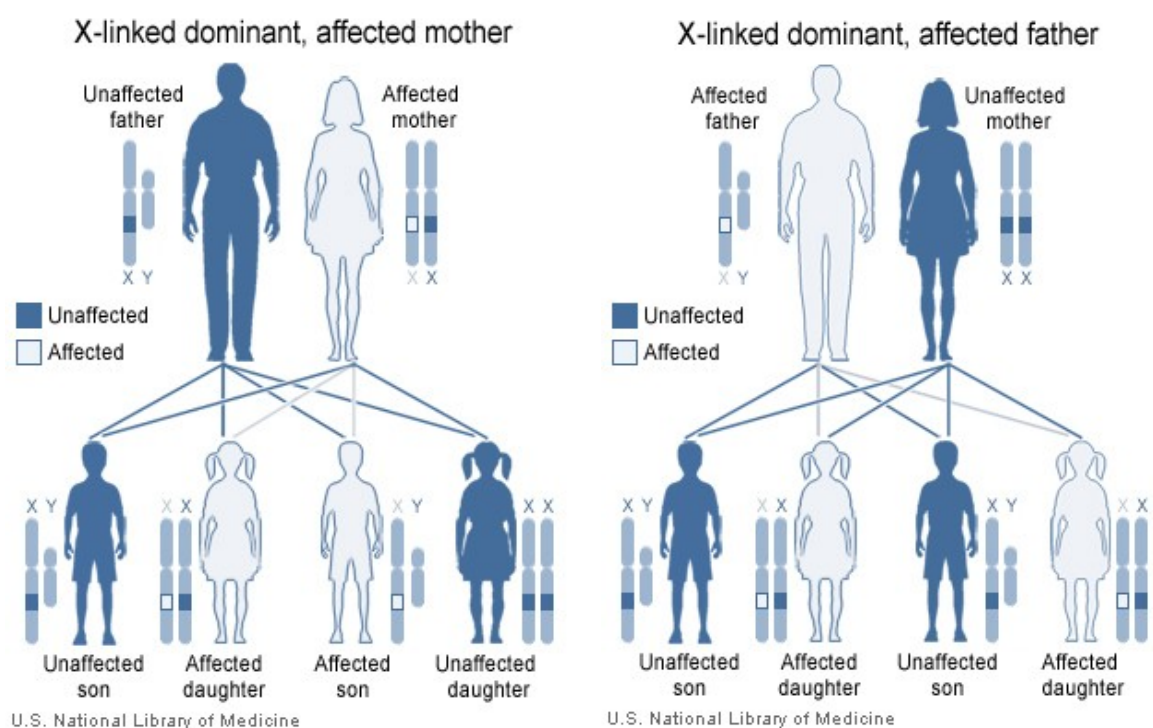 X-linked dominant, affected mother
Unaffected
father
Affected
mother
X Y
X X
Unaffected
Affected
X Y
X X
X Y
X X
Unaffected
son
Affected
daughter
Affected
son
Unaffected
daughter
U.S. National Library of Medicine
X-linked dominant, affected father
Affected
father
Unaffected
mother
X Y
X X
Unaffected
Affected
X Y
X X
X Y
X X
Unaffected
son
Affected
daughter
Unaffected
son
Affected
daughter
U.S. National Library of Medicine